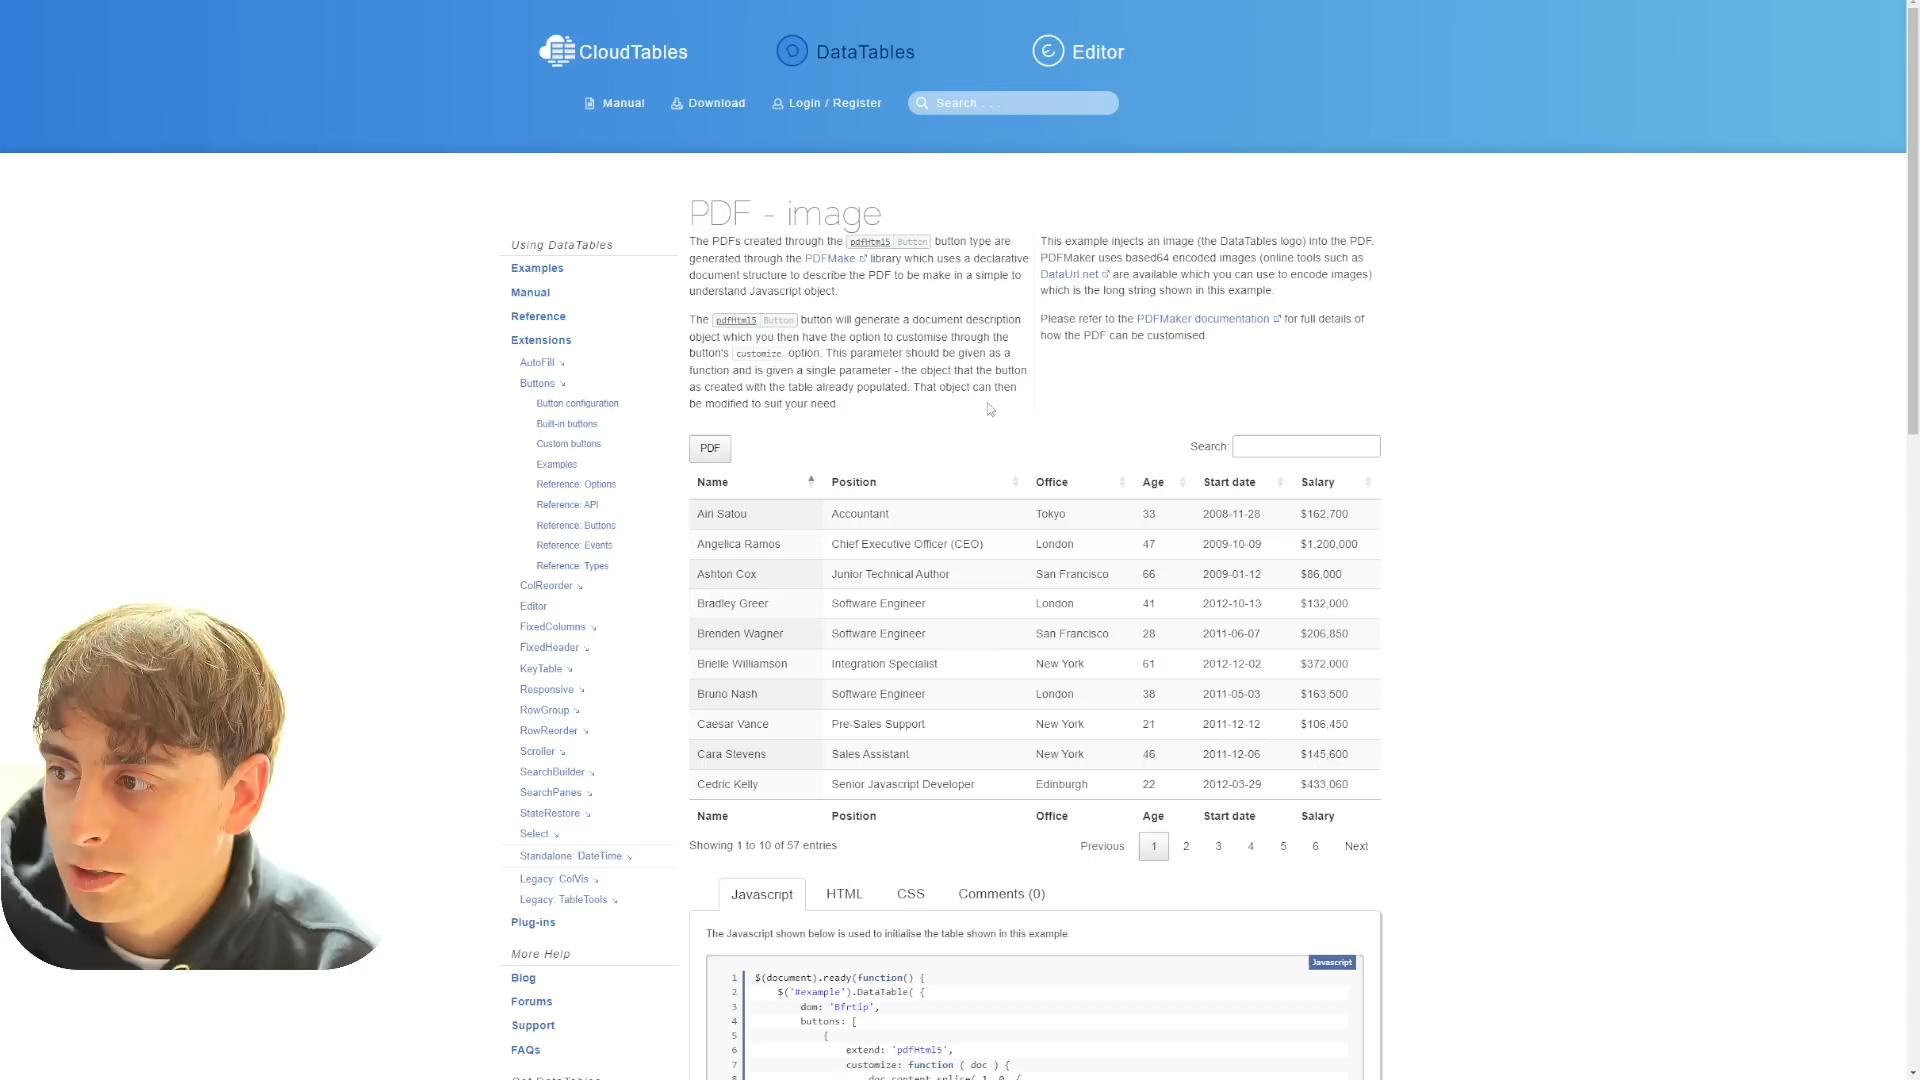 CloudTables
DataTables
Editor
Manual
Download
Login / Register
Search . . .
PDF - image
Using DataTables
Examples
Manual
Reference
Extensions
AutoFill
Buttons
Button configuration
Built-in buttons
Custom buttons
Examples
Reference: Options
Reference: API
Reference: Buttons
Reference: Events
Reference: Types
ColReorder
Editor
FixedColumns
FixedHeader
KeyTable
Responsive
RowGroup
RowReorder
Scroller
SearchBuilder
SearchPanes
StateRestore
Select
Standalone: DateTime
Legacy: ColVis
Legacy: TableTools
Plug-ins
More Help
Blog
Forums
Support
FAQs
The PDFs created through the pdfHtml5 Button button type are
generated through the PDFMake library which uses a declarative
document structure to describe the PDF to be make in a simple to
understand Javascript object.
The pdfHtml5 Button button will generate a document description
object which you then have the option to customise through the
button's customize option. This parameter should be given as a
function and is given a single parameter - the object that the button
as created with the table already populated. That object can then
be modified to suit your need.
This example injects an image (the DataTables logo) into the PDF.
PDFMaker uses based64 encoded images (online tools such as
DataUrl.net are available which you can use to encode images)
which is the long string shown in this example.
Please refer to the PDFMaker documentation for full details of
how the PDF can be customised.
PDF
Search:
Name Position Office Age Start date Salary
Airi Satou Accountant Tokyo 33 2008-11-28 $162,700
Angelica Ramos Chief Executive Officer (CEO) London 47 2009-10-09 $1,200,000
Ashton Cox Junior Technical Author San Francisco 66 2009-01-12 $86,000
Bradley Greer Software Engineer London 41 2012-10-13 $132,000
Brenden Wagner Software Engineer San Francisco 28 2011-06-07 $206,850
Brielle Williamson Integration Specialist New York 61 2012-12-02 $372,000
Bruno Nash Software Engineer London 38 2011-05-03 $163,500
Caesar Vance Pre-Sales Support New York 21 2011-12-12 $106,450
Cara Stevens Sales Assistant New York 46 2011-12-06 $145,600
Cedric Kelly Senior Javascript Developer Edinburgh 22 2012-03-29 $433,060
Name Position Office Age Start date Salary
Showing 1 to 10 of 57 entries
Previous 1 2 3 4 5 6 Next
Javascript HTML CSS Comments (0)
The Javascript shown below is used to initialise the table shown in this example:
Javascript
1 $(document).ready(function() {
2 $('#example').DataTable( {
3 dom: 'Bfrtip',
4 buttons: [
5 {
6 extend: 'pdfHtml5',
7 customize: function ( doc ) {
8 doc.content.splice( 1, 0, {